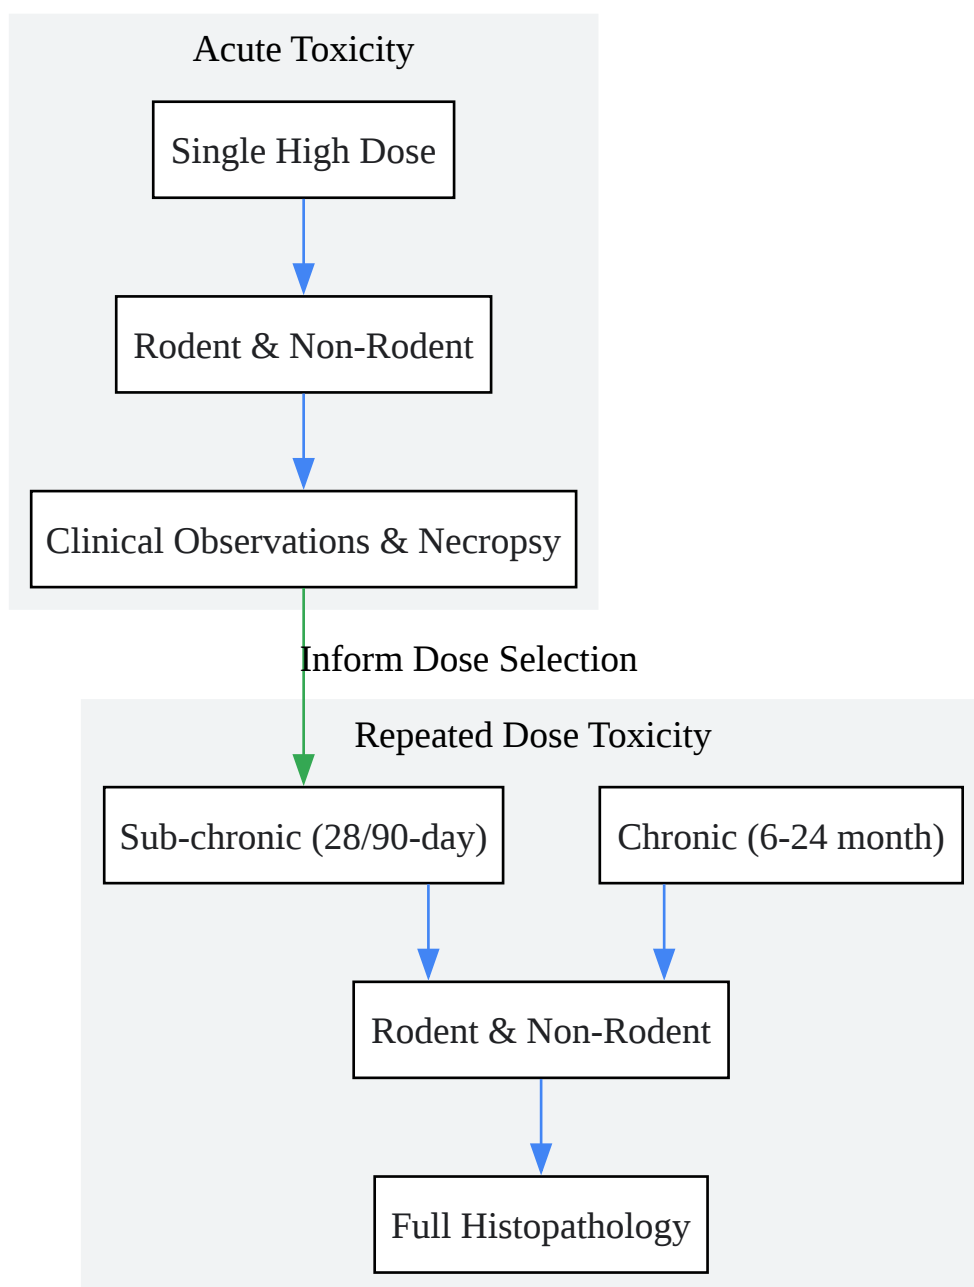 Acute Toxicity
Single High Dose
Rodent & Non-Rodent
Clinical Observations & Necropsy
Inform Dose Selection
Repeated Dose Toxicity
Sub-chronic (28/90-day)
Chronic (6-24 month)
Rodent & Non-Rodent
Full Histopathology